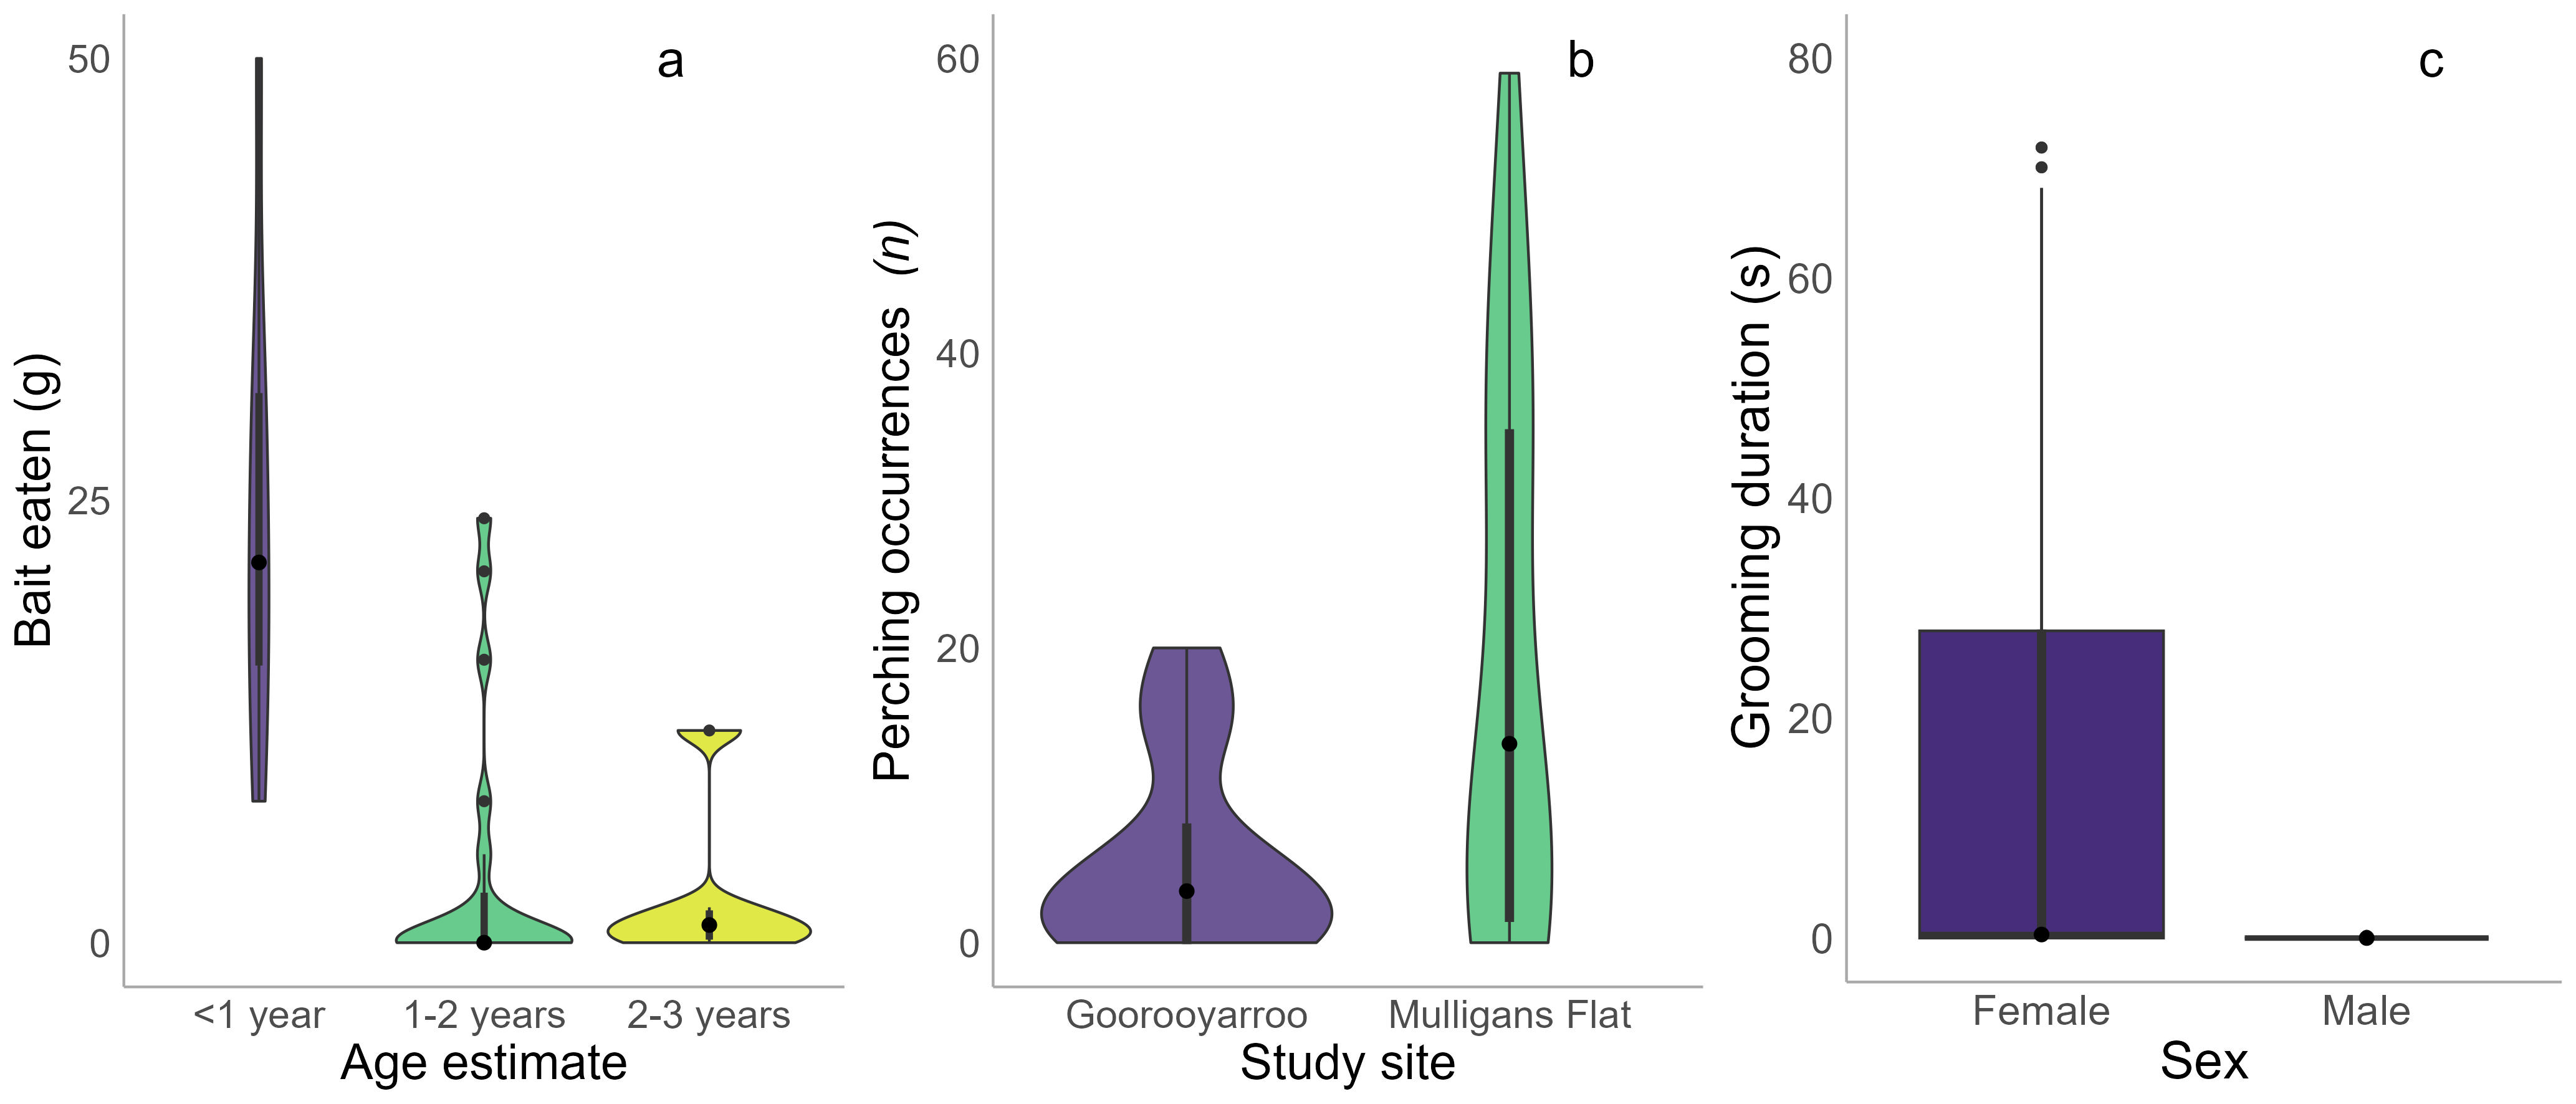 a
50
25
0
Bait eaten (g)
<1 year 1-2 years 2-3 years
Age estimate
b
60
40
20
0
Perching occurrences (n)
Goorooyarroo Mulligans Flat
Study site
c
80
60
40
20
0
Grooming duration (s)
Female Male
Sex